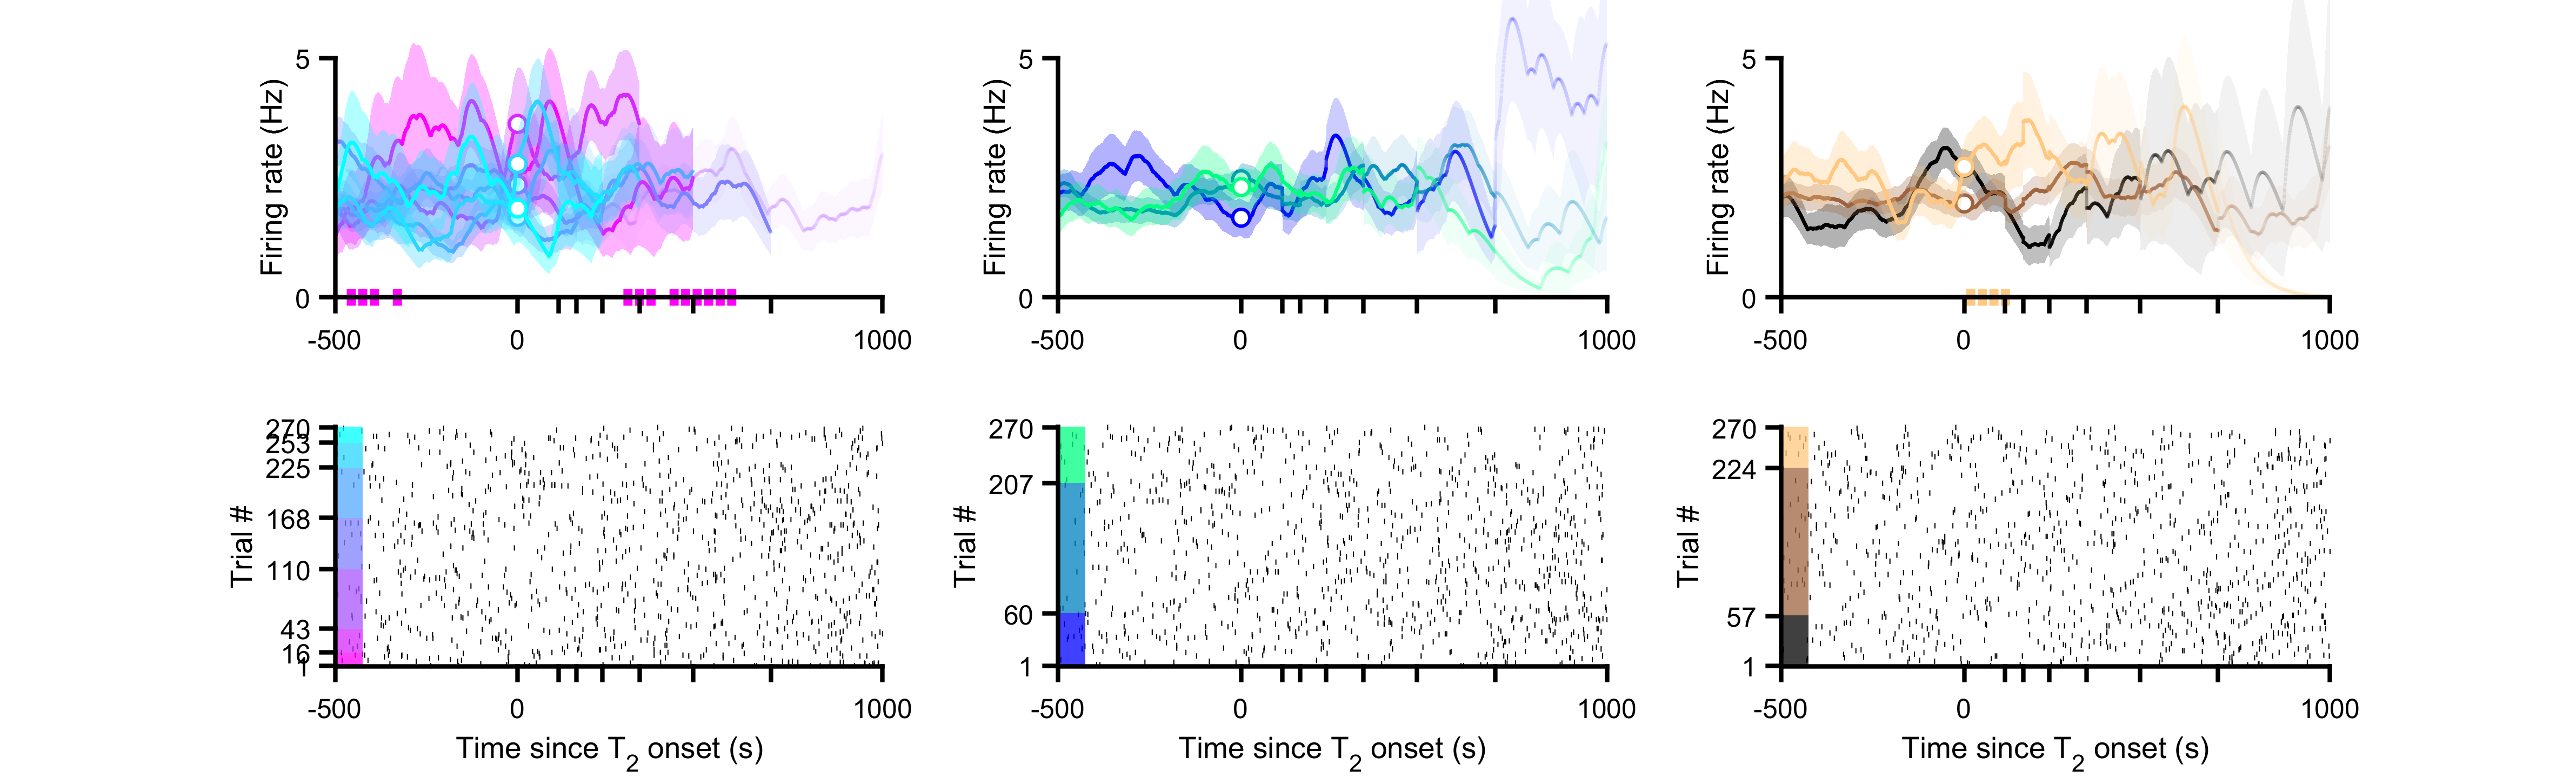 5
Firing rate (Hz)
0
-500 0 1000
5
Firing rate (Hz)
0
-500 0 1000
5
Firing rate (Hz)
0
-500 0 1000
270
253
225
168
110
43
16
1
Trial #
-500 0 1000
Time since T2 onset (s)
270
207
60
1
Trial #
-500 0 1000
Time since T2 onset (s)
270
224
57
1
Trial #
-500 0 1000
Time since T2 onset (s)